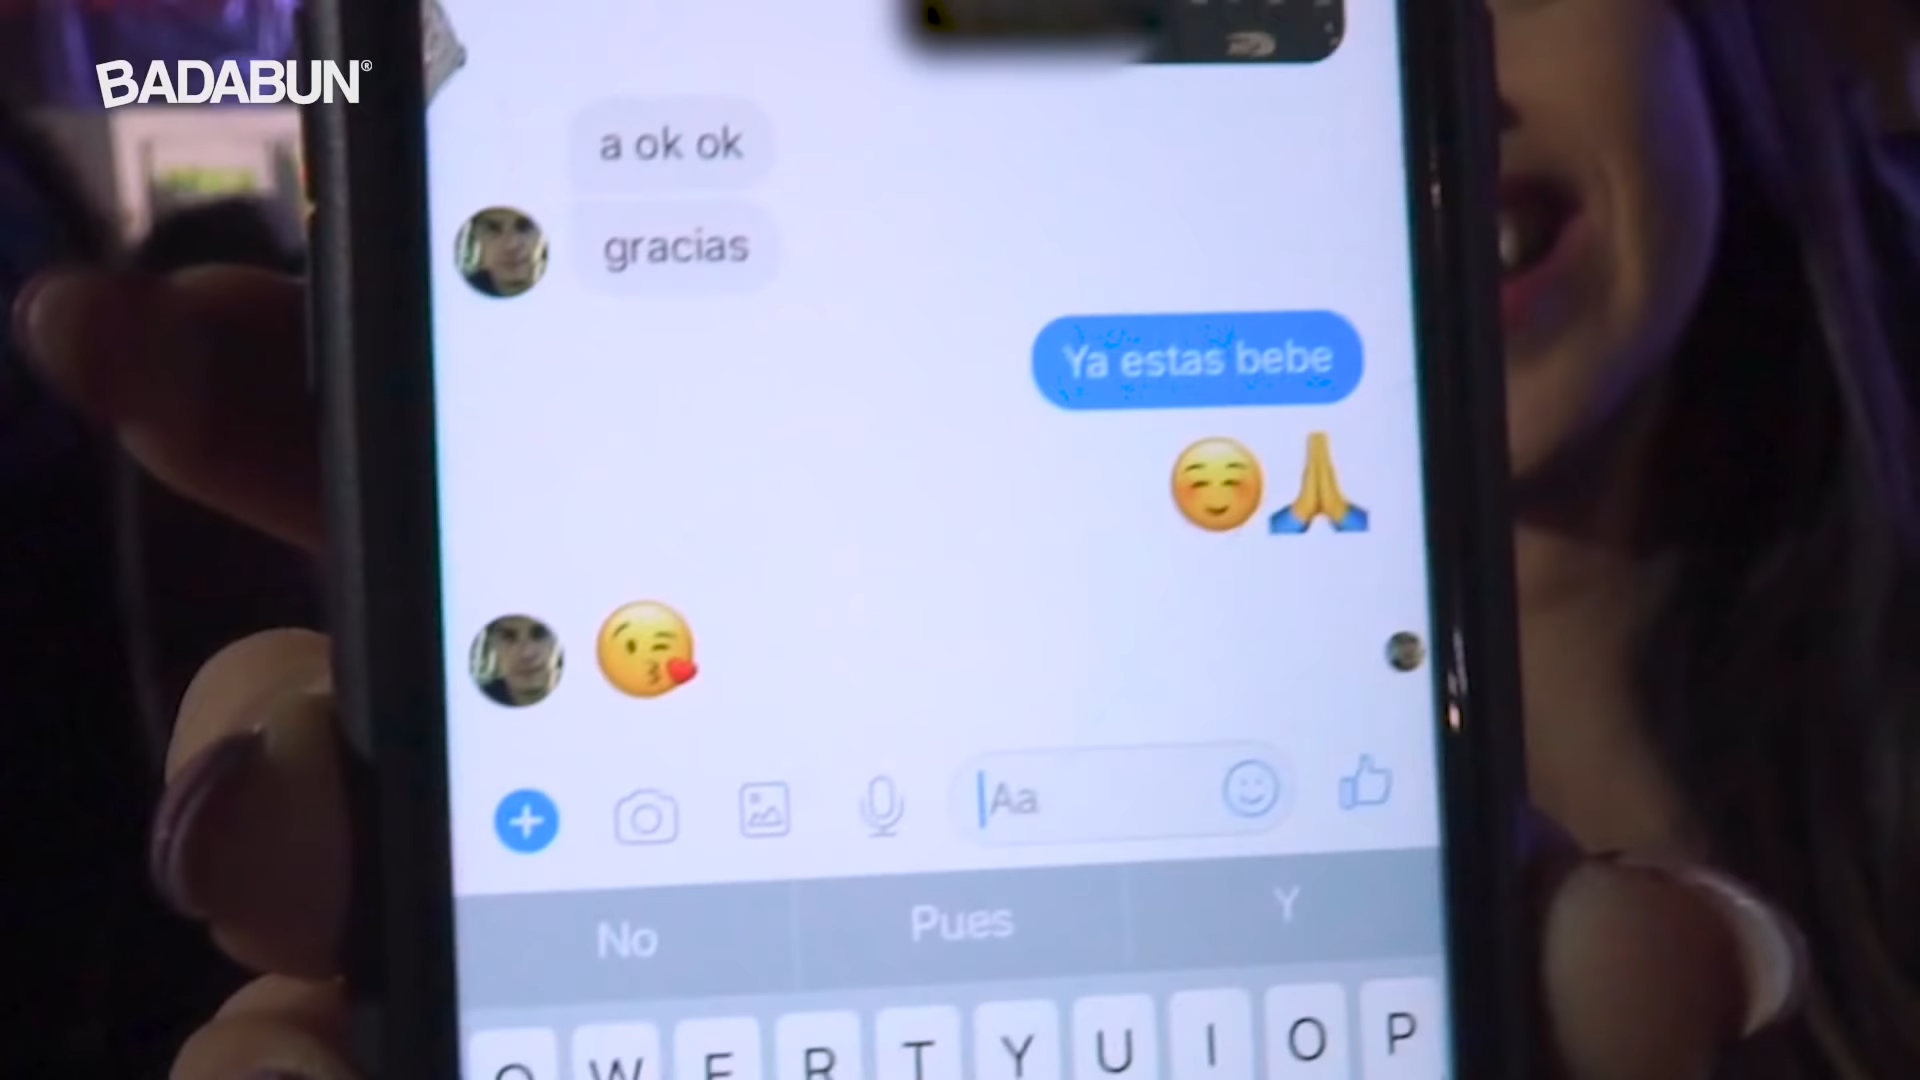 BADABUN®
a ok ok
gracias
Ya estas bebe
Aa
No Pues Y
Q W E R T Y U I O P